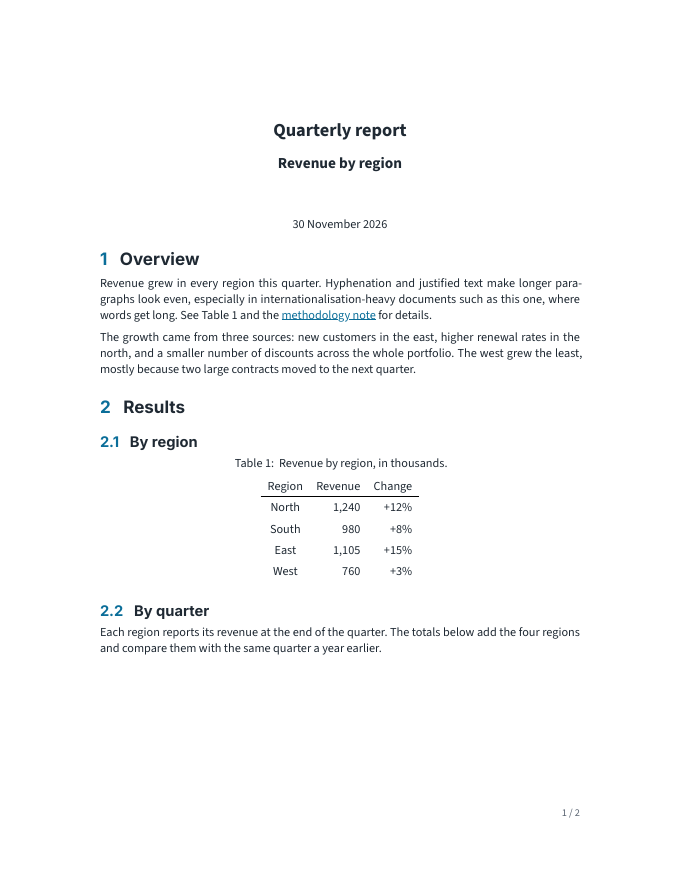 Quarterly report
Revenue by region
30 November 2026
1 Overview
Revenue grew in every region this quarter. Hyphenation and justified text make longer para-
graphs look even, especially in internationalisation-heavy documents such as this one, where
words get long. See Table 1 and the methodology note for details.
The growth came from three sources: new customers in the east, higher renewal rates in the
north, and a smaller number of discounts across the whole portfolio. The west grew the least,
mostly because two large contracts moved to the next quarter.
2 Results
2.1 By region
Table 1: Revenue by region, in thousands.
Region Revenue Change
North 1,240 +12%
South 980 +8%
East 1,105 +15%
West 760 +3%
2.2 By quarter
Each region reports its revenue at the end of the quarter. The totals below add the four regions
and compare them with the same quarter a year earlier.
1 / 2